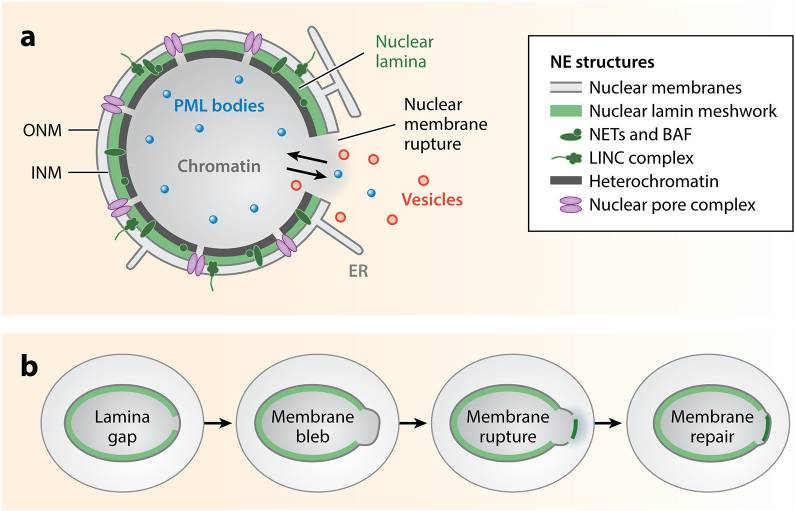 a
Nuclear
lamina
PML bodies
Nuclear
membrane
rupture
ONM
Chromatin
INM
Vesicles
ER
NE structures
Nuclear membranes
Nuclear lamin meshwork
NETs and BAF
LINC complex
Heterochromatin
Nuclear pore complex
b
Lamina
gap
Membrane
bleb
Membrane
rupture
Membrane
repair